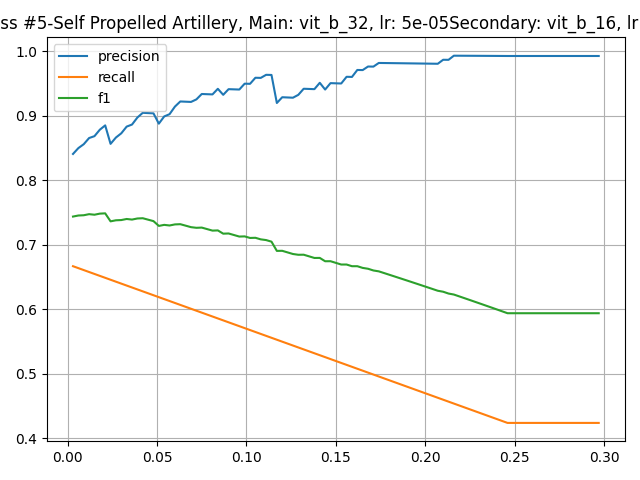 ss #5-Self Propelled Artillery, Main: vit_b_32, lr: 5e-05Secondary: vit_b_16, lr
precision
recall
f1
1.0
0.9
0.8
0.7
0.6
0.5
0.4
0.00 0.05 0.10 0.15 0.20 0.25 0.30